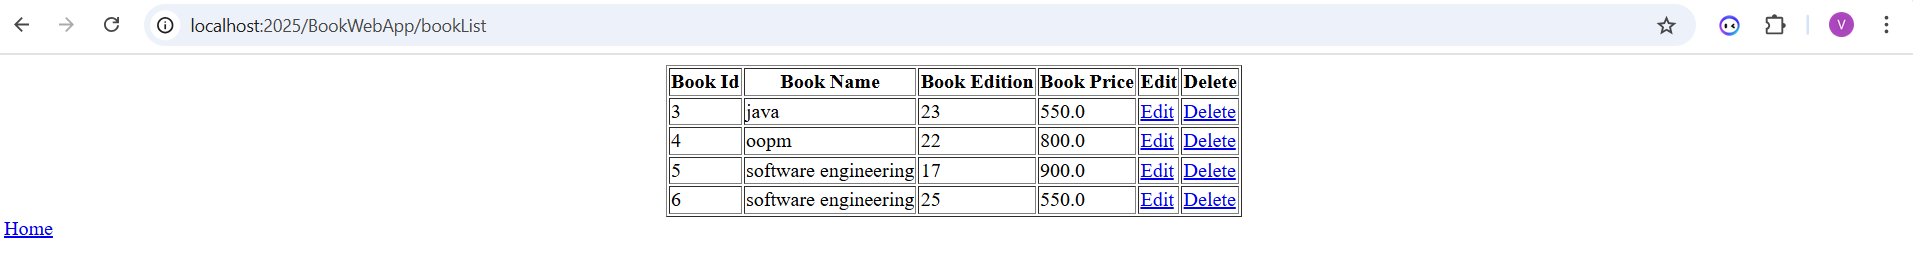 localhost:2025/BookWebApp/bookList
V
Book Id Book Name Book Edition Book Price Edit Delete
3 java 23 550.0 Edit Delete
4 oopm 22 800.0 Edit Delete
5 software engineering 17 900.0 Edit Delete
6 software engineering 25 550.0 Edit Delete
Home